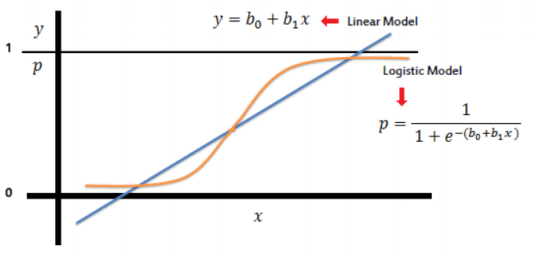 y = b₀ + b₁x
Linear Model
y
1
p
Logistic Model
p = 1 / (1 + e^−(b₀+b₁x))
0
x